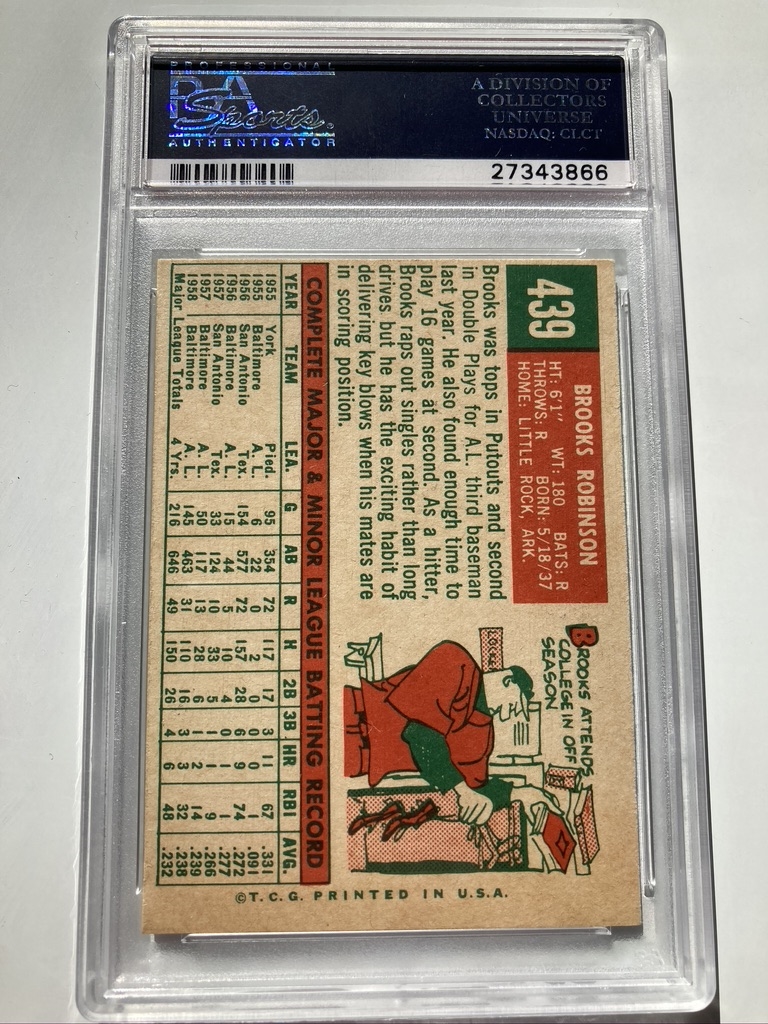 PROFESSIONAL
PSA
Sports
AUTHENTICATOR
A DIVISION OF
COLLECTORS
UNIVERSE
NASDAQ: CLCT
27343866
439
BROOKS ROBINSON
HT: 6'1" WT: 180 BATS: R
THROWS: R BORN: 5/18/37
HOME: LITTLE ROCK, ARK.
Brooks was tops in Putouts and second
in Double Plays for A.L. third baseman
last year. He also found enough time to
play 16 games at second. As a hitter,
Brooks raps out singles rather than long
drives but he has the exciting habit of
delivering key blows when his mates are
in scoring position.
BROOKS ATTENDS
COLLEGE IN OFF
SEASON
COMPLETE MAJOR & MINOR LEAGUE BATTING RECORD
YEAR TEAM LEA. G AB R H 2B 3B HR RBI AVG.
1955 York Pied. 95 354 72 117 17 3 11 67 .331
1955 Baltimore A. L. 6 22 0 2 0 0 0 1 .091
1956 San Antonio Tex. 154 577 72 157 28 6 9 74 .272
1956 Baltimore A. L. 15 44 5 10 4 0 1 1 .227
1957 San Antonio Tex. 33 124 10 33 5 1 1 9 .266
1957 Baltimore A. L. 50 117 13 28 6 1 2 14 .239
1958 Baltimore A. L. 145 463 31 110 16 3 3 32 .238
Major League Totals 4 Yrs. 216 646 49 150 26 4 6 48 .232
©T.C.G. PRINTED IN U.S.A.